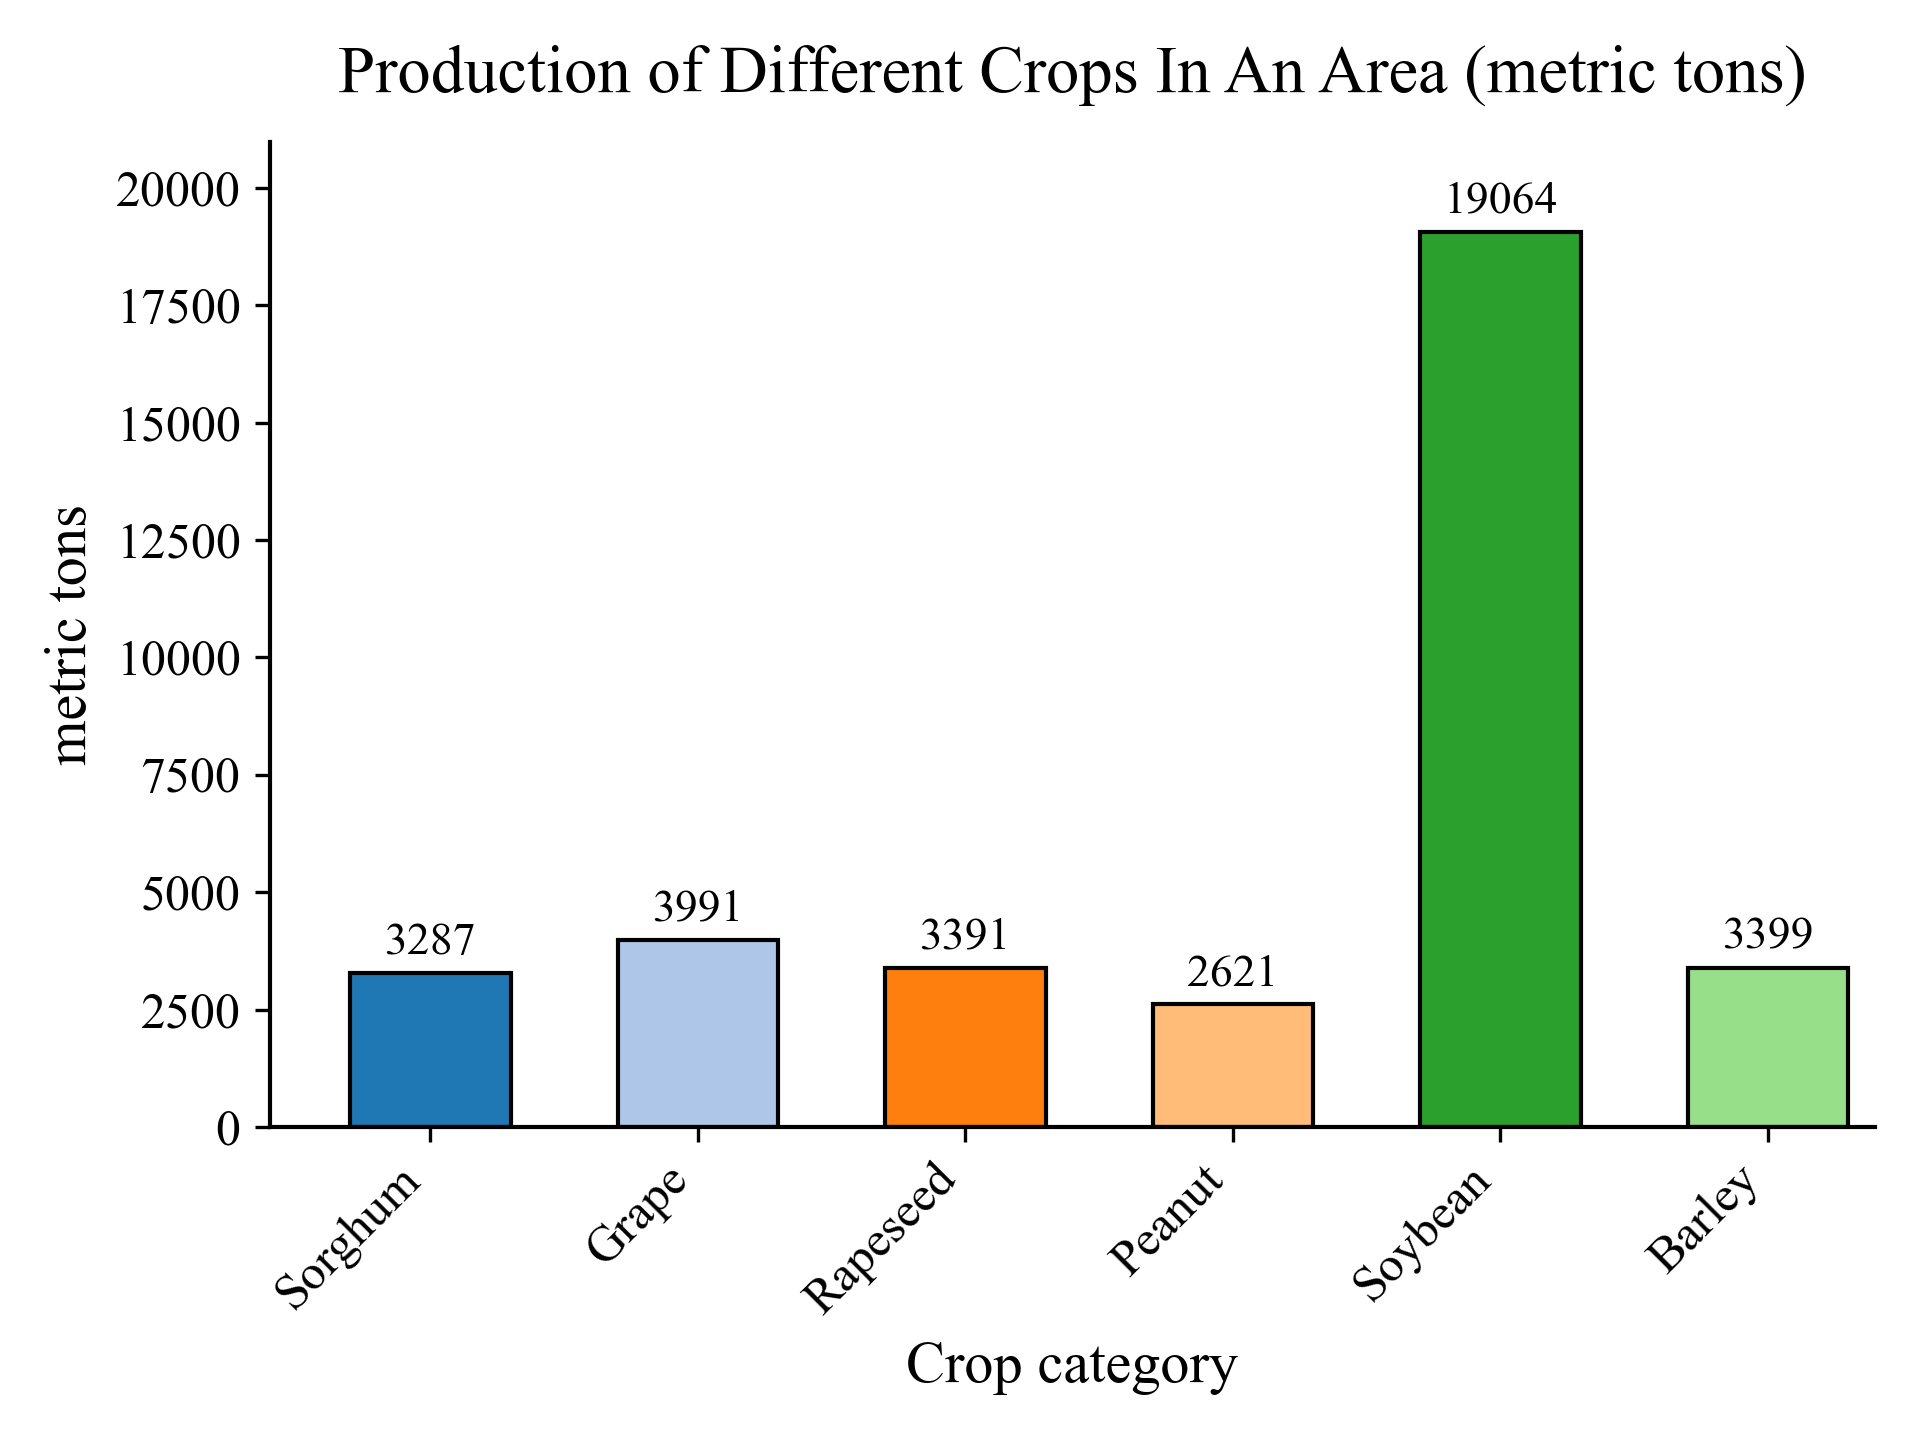 Production of Different Crops In An Area (metric tons)
metric tons
20000
17500
15000
12500
10000
7500
5000
2500
0
3287
3991
3391
2621
19064
3399
Sorghum
Grape
Rapeseed
Peanut
Soybean
Barley
Crop category